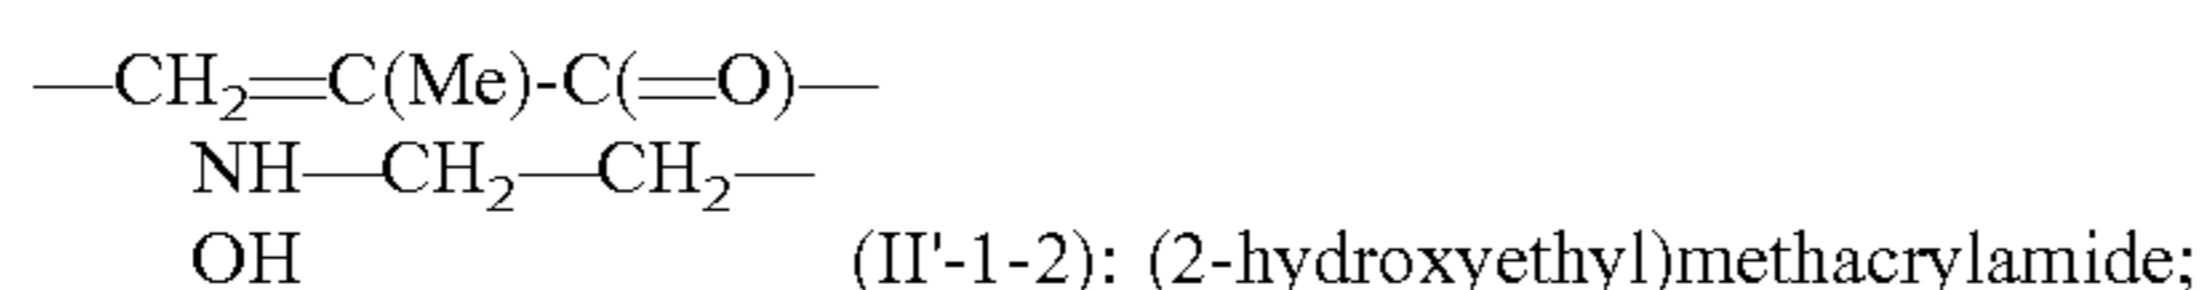 —CH₂=C(Me)-C(=O)—
NH—CH₂—CH₂—
OH (II'-1-2): (2-hydroxyethyl)methacrylamide;